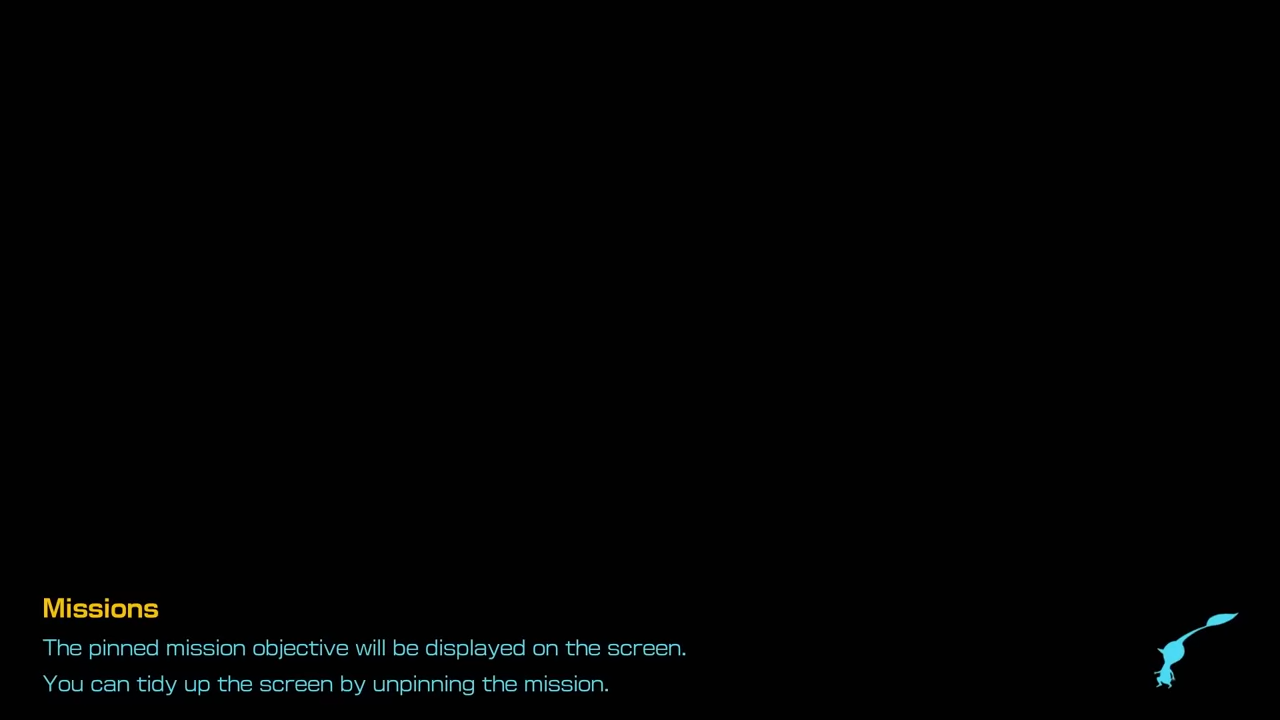 Missions
The pinned mission objective will be displayed on the screen.
You can tidy up the screen by unpinning the mission.